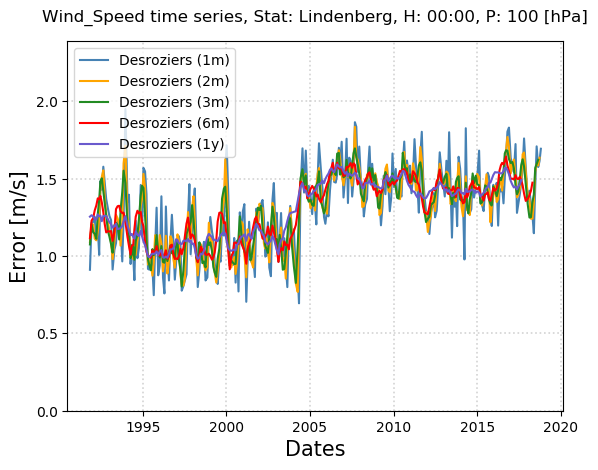 Wind_Speed time series, Stat: Lindenberg, H: 00:00, P: 100 [hPa]
Desroziers (1m)
Desroziers (2m)
Desroziers (3m)
Desroziers (6m)
Desroziers (1y)
Error [m/s]
2.0
1.5
1.0
0.5
0.0
1995 2000 2005 2010 2015 2020
Dates